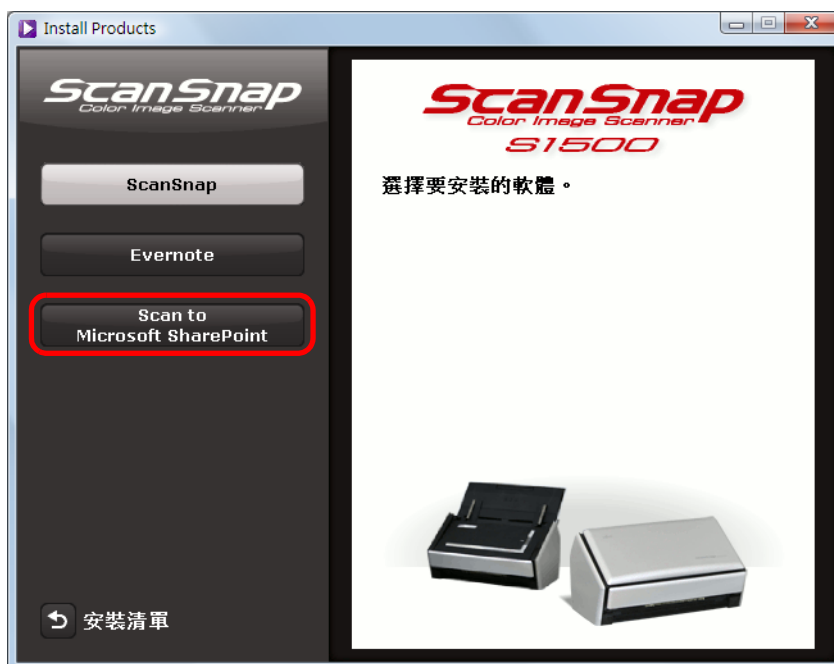 Install Products
ScanSnap
Color Image Scanner
ScanSnap
Evernote
Scan to
Microsoft SharePoint
安裝清單
ScanSnap
Color Image Scanner
S1500
選擇要安裝的軟體。